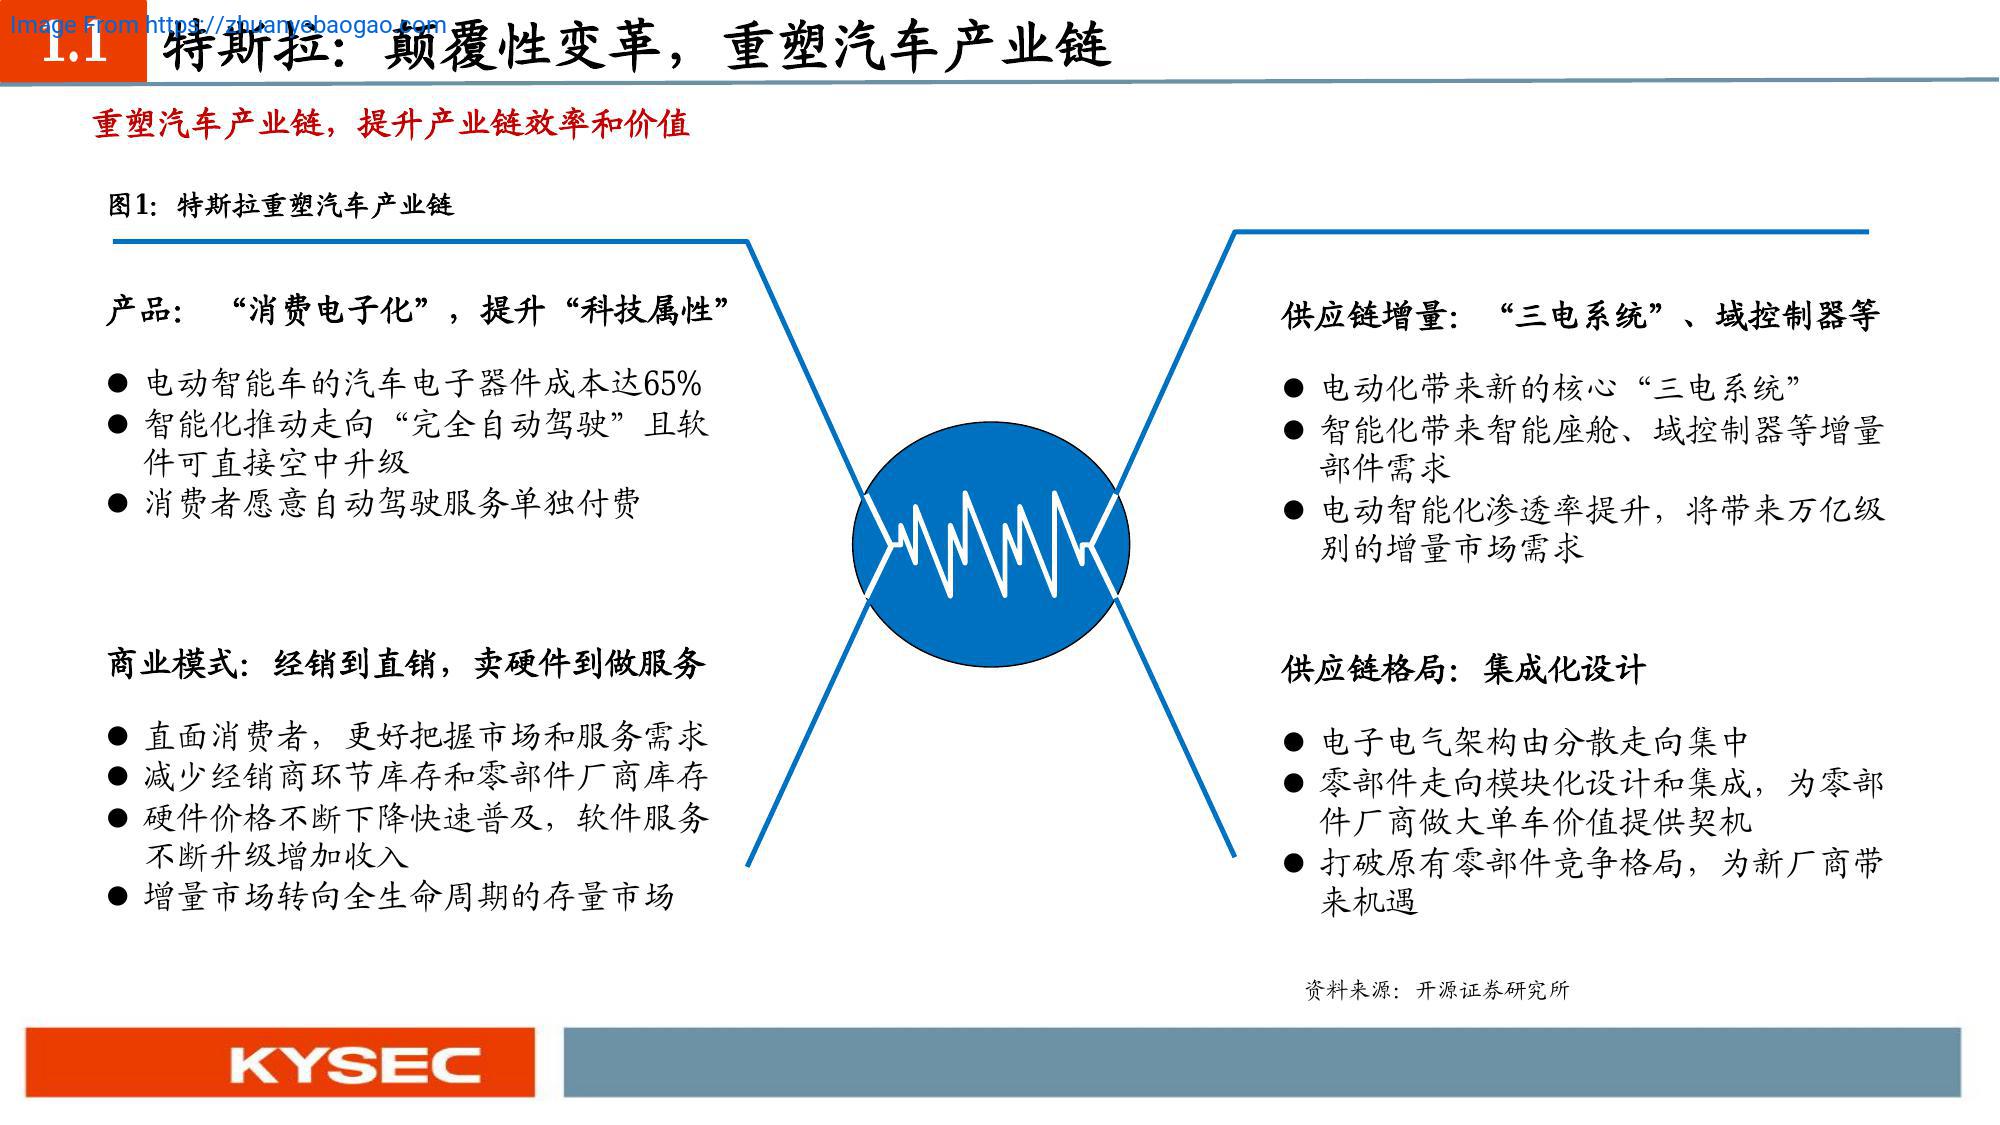 Image From https://zhuanyebaogao.com
1.1 特斯拉：颠覆性变革，重塑汽车产业链
重塑汽车产业链，提升产业链效率和价值
图1：特斯拉重塑汽车产业链
产品： “消费电子化”，提升“科技属性”
● 电动智能车的汽车电子器件成本达65%
● 智能化推动走向“完全自动驾驶”且软
件可直接空中升级
● 消费者愿意自动驾驶服务单独付费
商业模式：经销到直销，卖硬件到做服务
● 直面消费者，更好把握市场和服务需求
● 减少经销商环节库存和零部件厂商库存
● 硬件价格不断下降快速普及，软件服务
不断升级增加收入
● 增量市场转向全生命周期的存量市场
供应链增量： “三电系统”、域控制器等
● 电动化带来新的核心“三电系统”
● 智能化带来智能座舱、域控制器等增量
部件需求
● 电动智能化渗透率提升，将带来万亿级
别的增量市场需求
供应链格局：集成化设计
● 电子电气架构由分散走向集中
● 零部件走向模块化设计和集成，为零部
件厂商做大单车价值提供契机
● 打破原有零部件竞争格局，为新厂商带
来机遇
资料来源：开源证券研究所
KYSEC